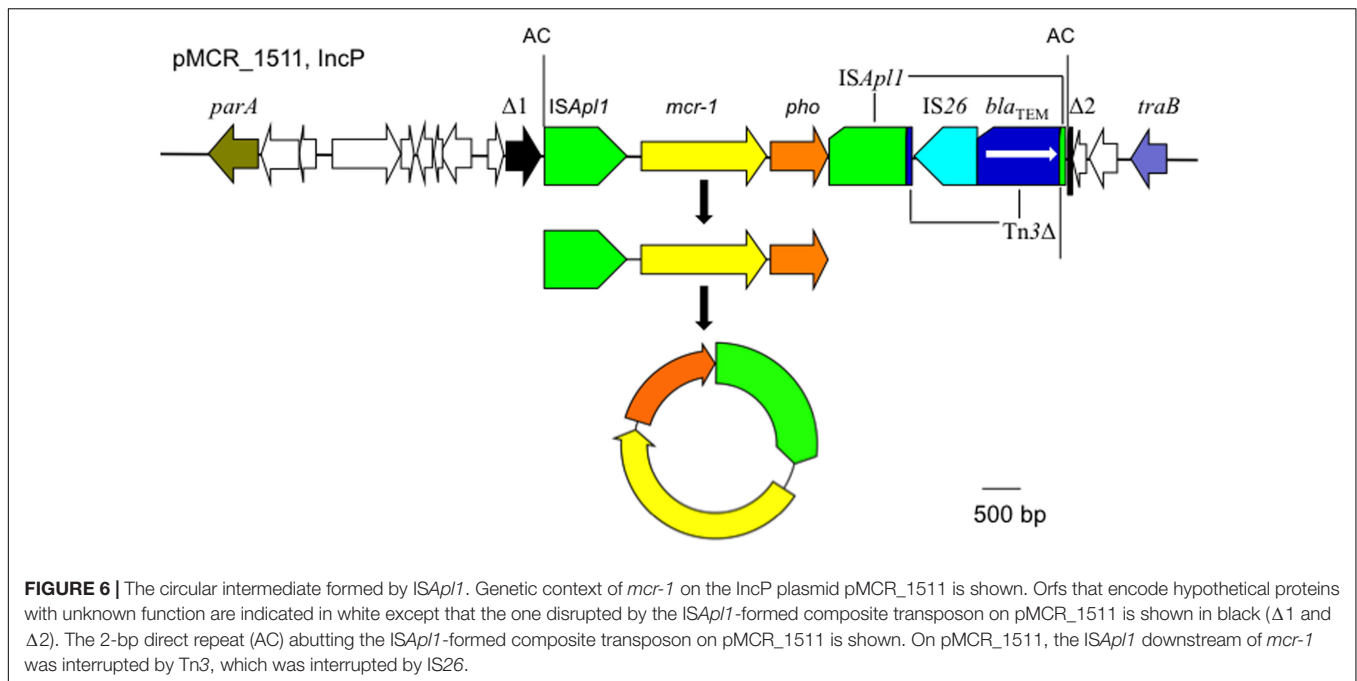 AC AC
pMCR_1511, IncP
ISApl1
parA Δ1 ISApl1 mcr-1 pho IS26 blaTEM Δ2 traB
Tn3Δ
500 bp
FIGURE 6 | The circular intermediate formed by ISApl1. Genetic context of mcr-1 on the IncP plasmid pMCR_1511 is shown. Orfs that encode hypothetical proteins
with unknown function are indicated in white except that the one disrupted by the ISApl1-formed composite transposon on pMCR_1511 is shown in black (Δ1 and
Δ2). The 2-bp direct repeat (AC) abutting the ISApl1-formed composite transposon on pMCR_1511 is shown. On pMCR_1511, the ISApl1 downstream of mcr-1
was interrupted by Tn3, which was interrupted by IS26.